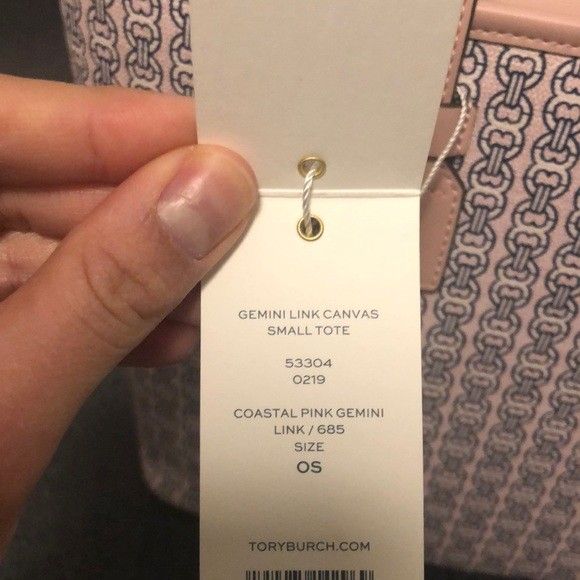 GEMINI LINK CANVAS
SMALL TOTE
53304
0219
COASTAL PINK GEMINI
LINK / 685
SIZE
OS
TORYBURCH.COM